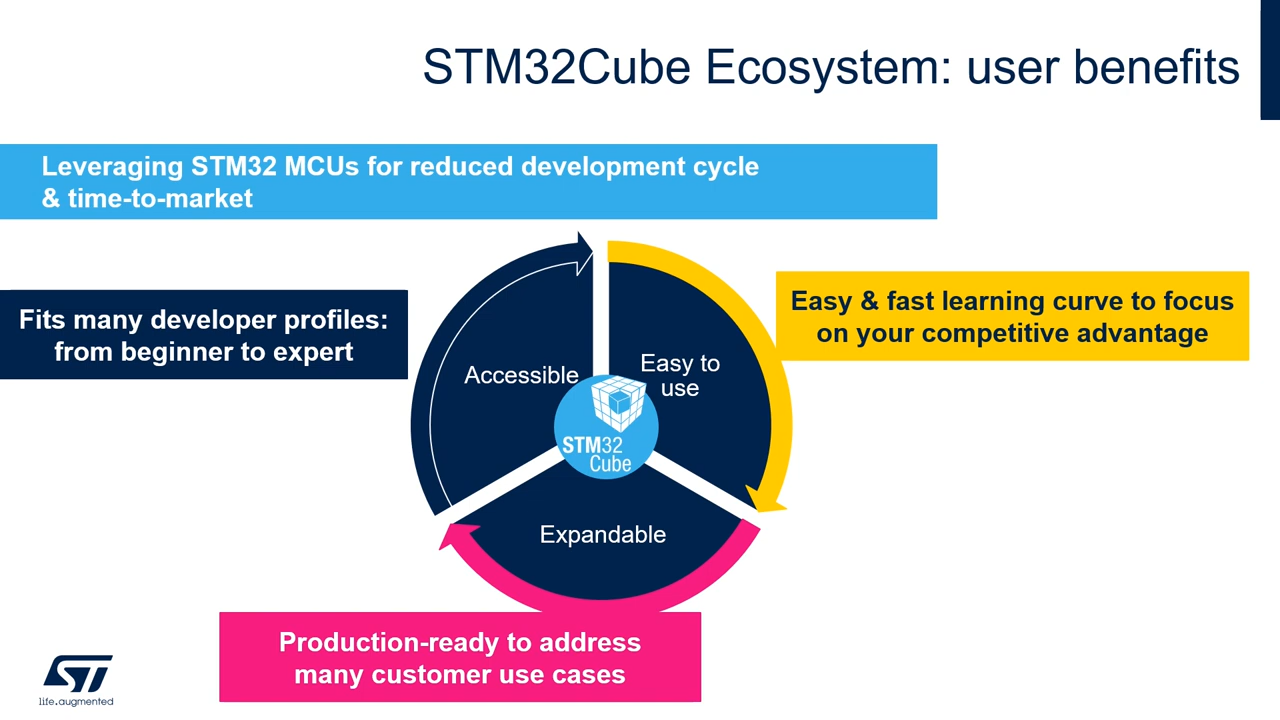 STM32Cube Ecosystem: user benefits
Leveraging STM32 MCUs for reduced development cycle
& time-to-market
Fits many developer profiles:
from beginner to expert
Easy & fast learning curve to focus
on your competitive advantage
Accessible
Easy to
use
STM32
Cube
Expandable
Production-ready to address
many customer use cases
ST
life.augmented